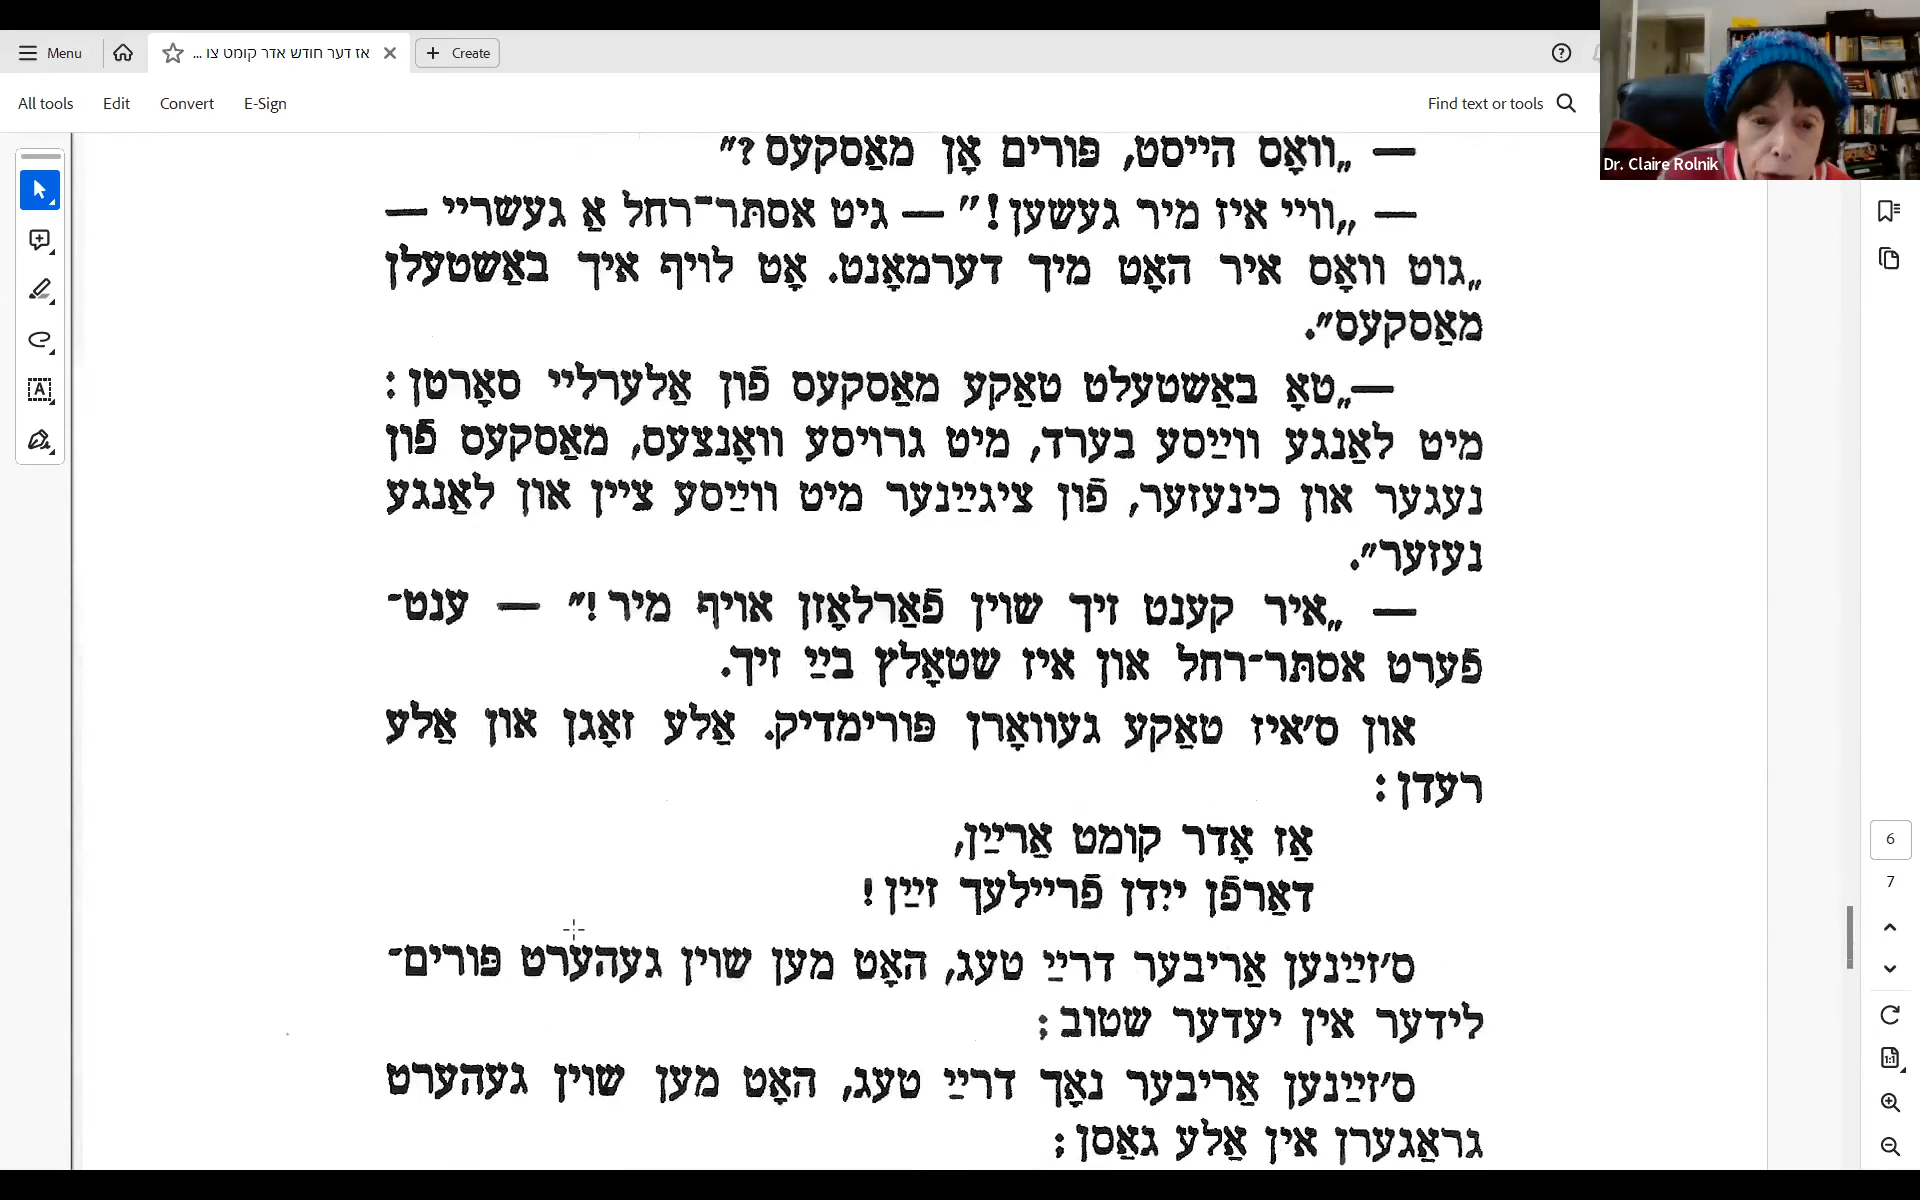 Menu
אז דער חודש אדר קומט צו ...
Create
All tools
Edit
Convert
E-Sign
Find text or tools
Dr. Claire Rolnik
— „וואָס הייסט, פּורים אָן מאַסקעס?״
— „וויי איז מיר געשען!״ — גיט אסתּר־רחל אַ געשריי —
„גוט וואָס איר האָט מיך דערמאָנט. אָט לויף איך באַשטעלן
מאַסקעס״.
—„טאָ באַשטעלט טאַקע מאַסקעס פֿון אַלערליי סאָרטן:
מיט לאַנגע ווײַסע בערד, מיט גרויסע וואָנצעס, מאַסקעס פֿון
נעגער און כינעזער, פֿון ציגײַנער מיט ווײַסע ציין און לאַנגע
נעזער״.
— „איר קענט זיך שוין פֿאַרלאָזן אויף מיר!״ — ענט־
פֿערט אסתּר־רחל און איז שטאָלץ בײַ זיך.
און ס׳איז טאַקע געוואָרן פּורימדיק. אַלע זאָגן און אַלע
רעדן:
אַז אָדר קומט אַרײַן,
דאַרפֿן ייִדן פֿריילעך זײַן!
ס׳זײַנען אַריבער דרײַ טעג, האָט מען שוין געהערט פּורים־
לידער אין יעדער שטוב;
ס׳זײַנען אַריבער נאָך דרײַ טעג, האָט מען שוין געהערט
גראַגערן אין אַלע גאַסן;
6
7